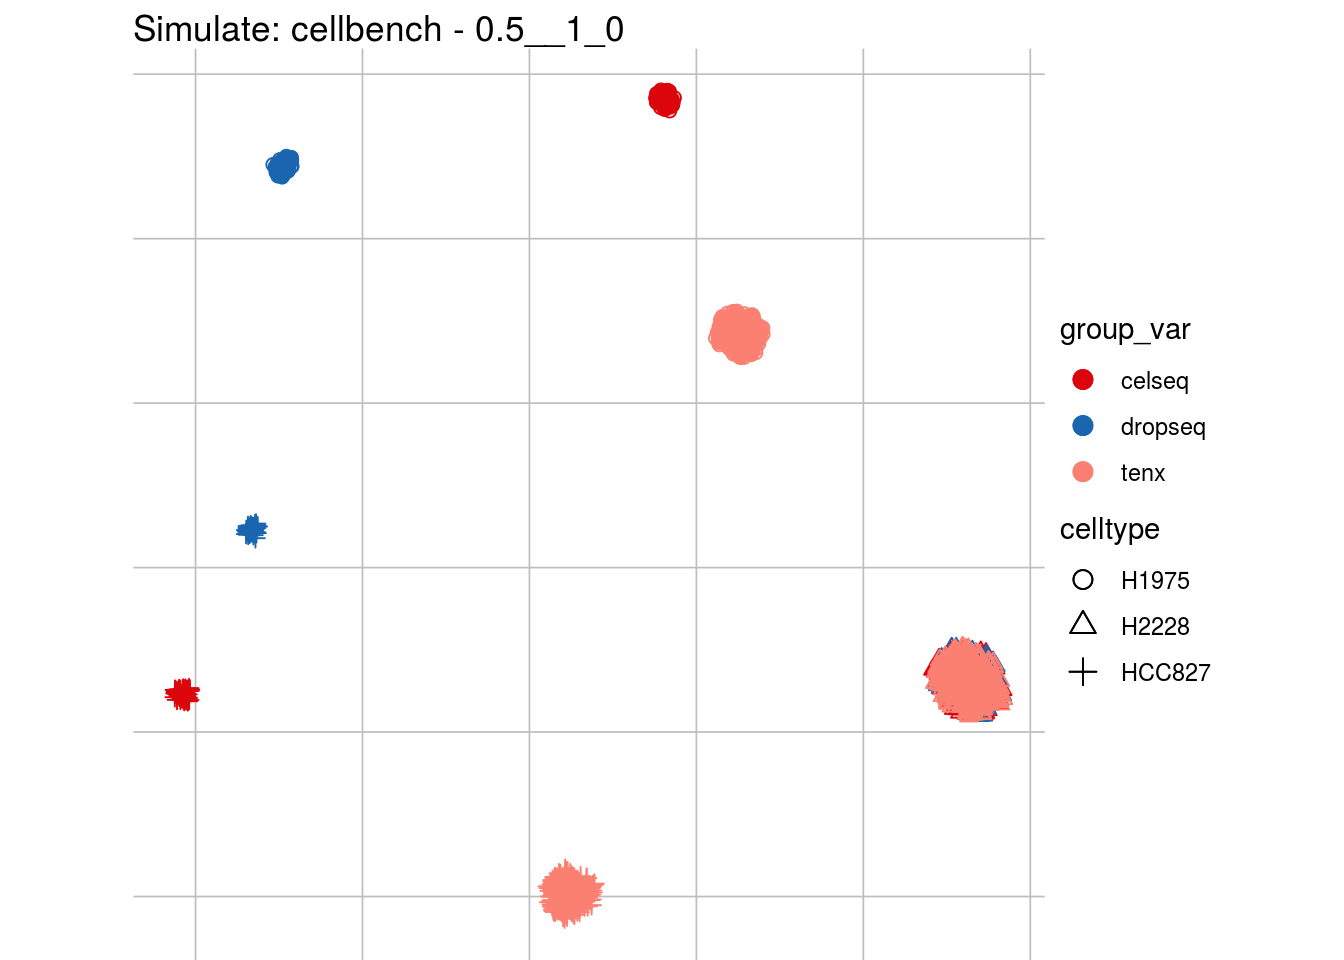 Simulate: cellbench - 0.5__1_0
group_var
celseq
dropseq
tenx
celltype
H1975
H2228
HCC827